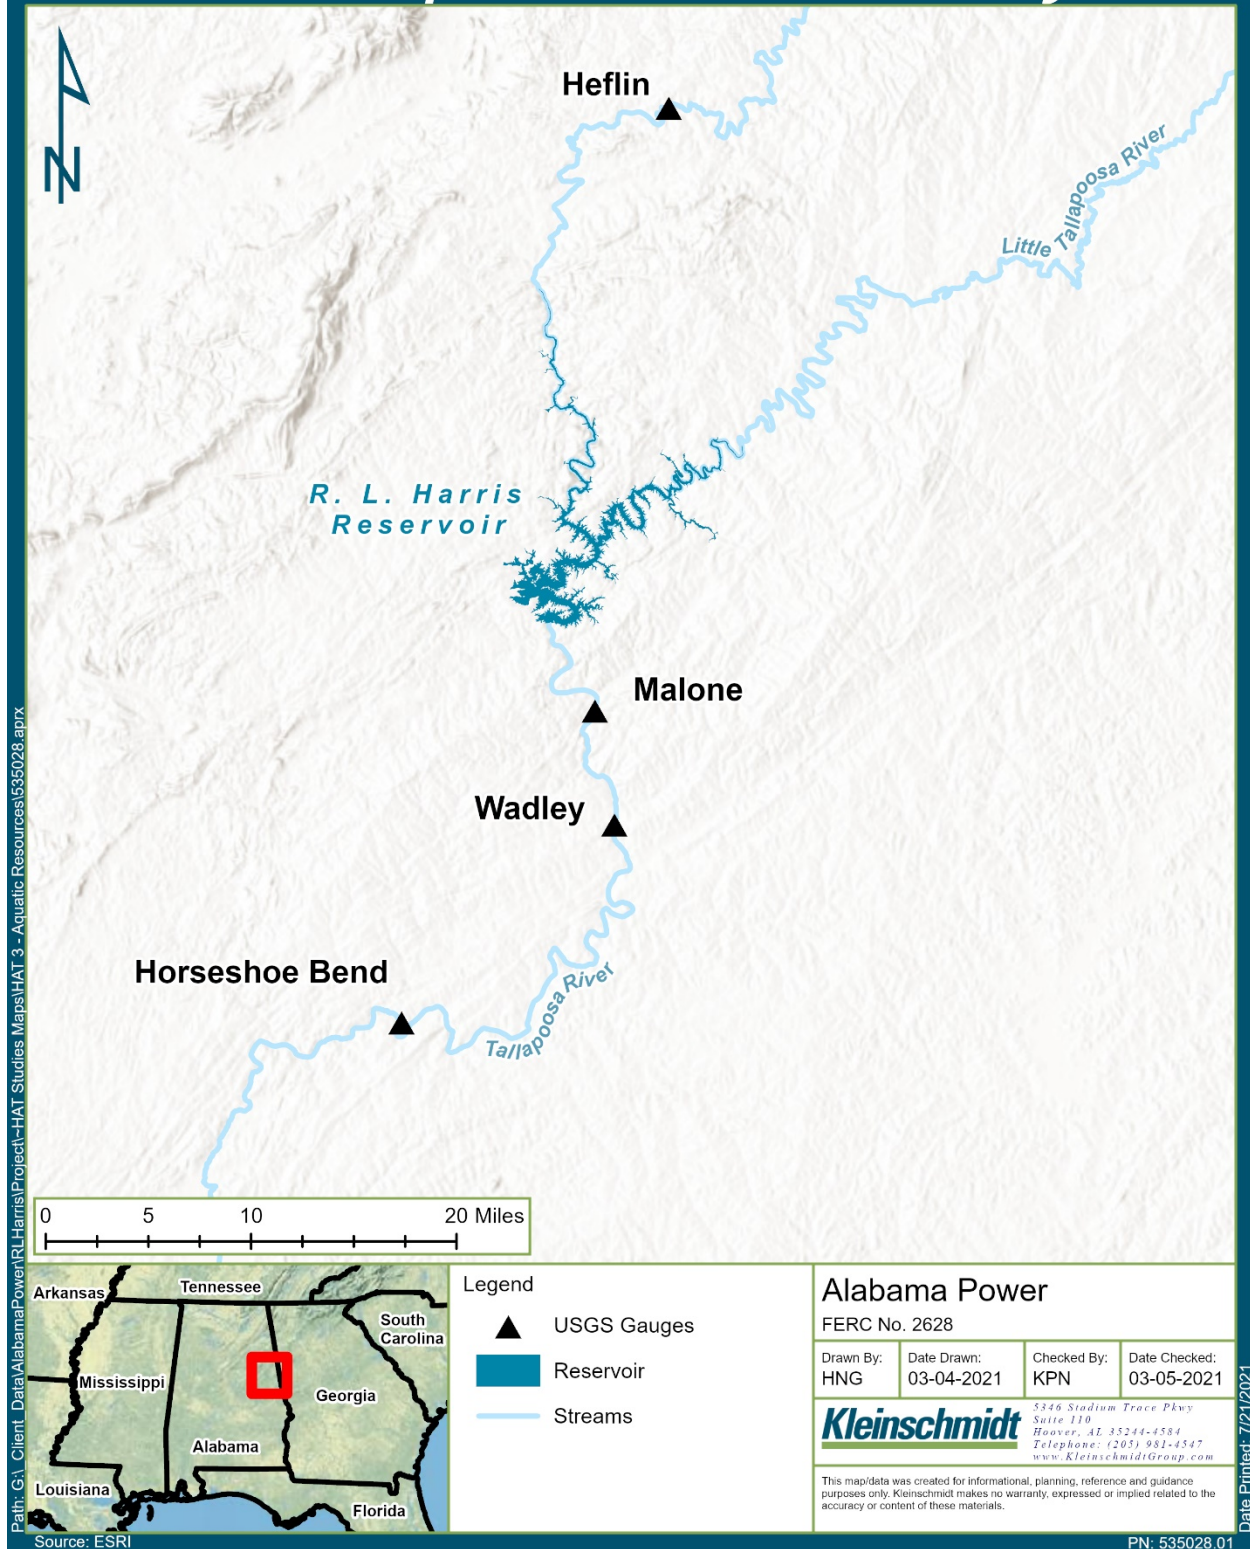 Heflin
N
Little Tallapoosa River
R. L. Harris
Reservoir
Malone
Wadley
Horseshoe Bend
Tallapoosa River
0 5 10 20 Miles
Arkansas
Tennessee
South
Carolina
Mississippi
Georgia
Alabama
Louisiana
Florida
Legend
USGS Gauges
Reservoir
Streams
Alabama Power
FERC No. 2628
Drawn By:
HNG
Date Drawn:
03-04-2021
Checked By:
KPN
Date Checked:
03-05-2021
Kleinschmidt
5346 Stadium Trace Pkwy
Suite 110
Hoover, AL 35244-4584
Telephone: (205) 981-4547
www.KleinschmidtGroup.com
This map/data was created for informational, planning, reference and guidance
purposes only. Kleinschmidt makes no warranty, expressed or implied related to the
accuracy or content of these materials.
Path: G:\_Client_Data\AlabamaPower\RLHarris\Project\~HAT Studies Maps\HAT 3 - Aquatic Resources\535028.aprx
Date Printed: 7/21/2021
Source: ESRI
PN: 535028.01